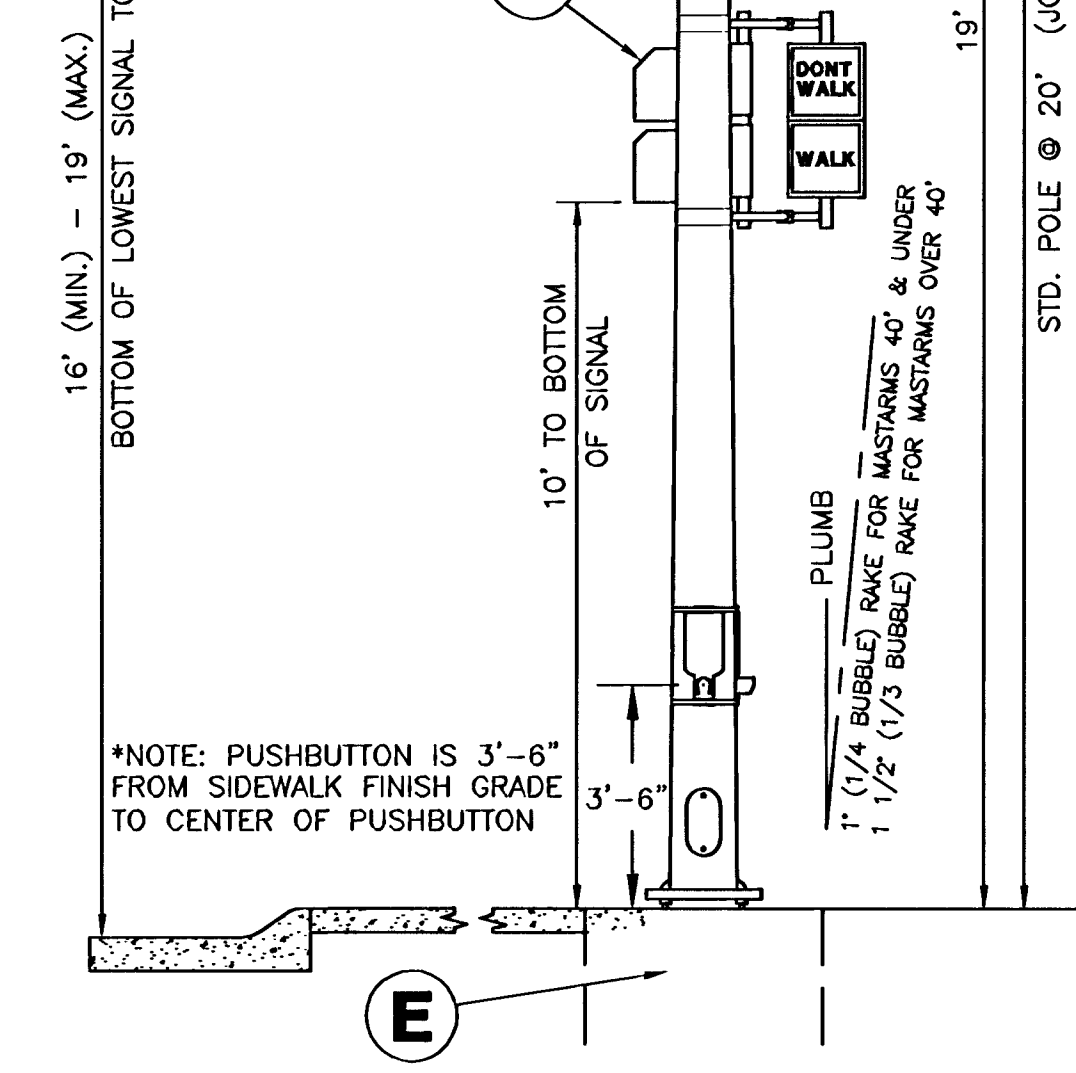 16' (MIN.) – 19' (MAX.)
BOTTOM OF LOWEST SIGNAL TO
DONT
WALK
WALK
10' TO BOTTOM
OF SIGNAL
PLUMB
1" (1/4 BUBBLE) RAKE FOR MASTARMS 40' & UNDER
1 1/2" (1/3 BUBBLE) RAKE FOR MASTARMS OVER 40'
19'
STD. POLE @ 20'
*NOTE: PUSHBUTTON IS 3'–6"
FROM SIDEWALK FINISH GRADE
TO CENTER OF PUSHBUTTON
3'–6"
E